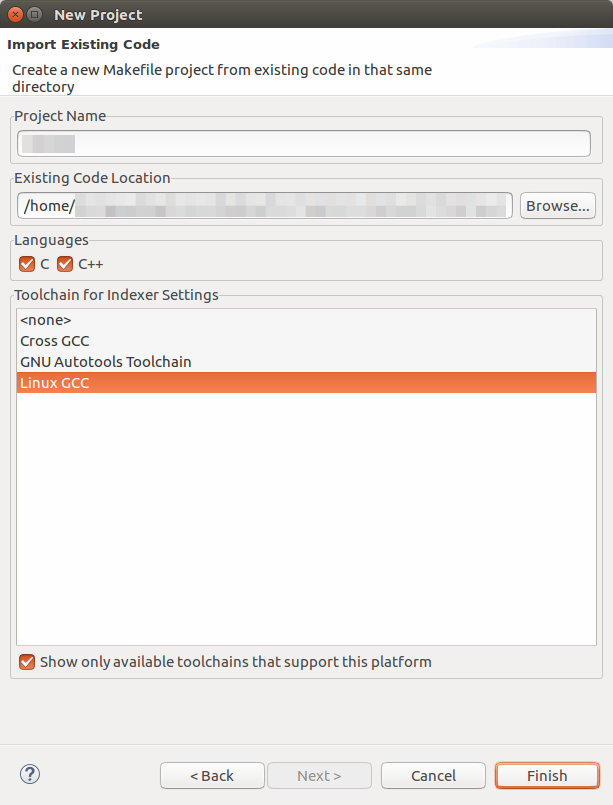 New Project
Import Existing Code
Create a new Makefile project from existing code in that same
directory
Project Name
Existing Code Location
/home/
Browse...
Languages
C C++
Toolchain for Indexer Settings
<none>
Cross GCC
GNU Autotools Toolchain
Linux GCC
Show only available toolchains that support this platform
?
< Back Next > Cancel Finish